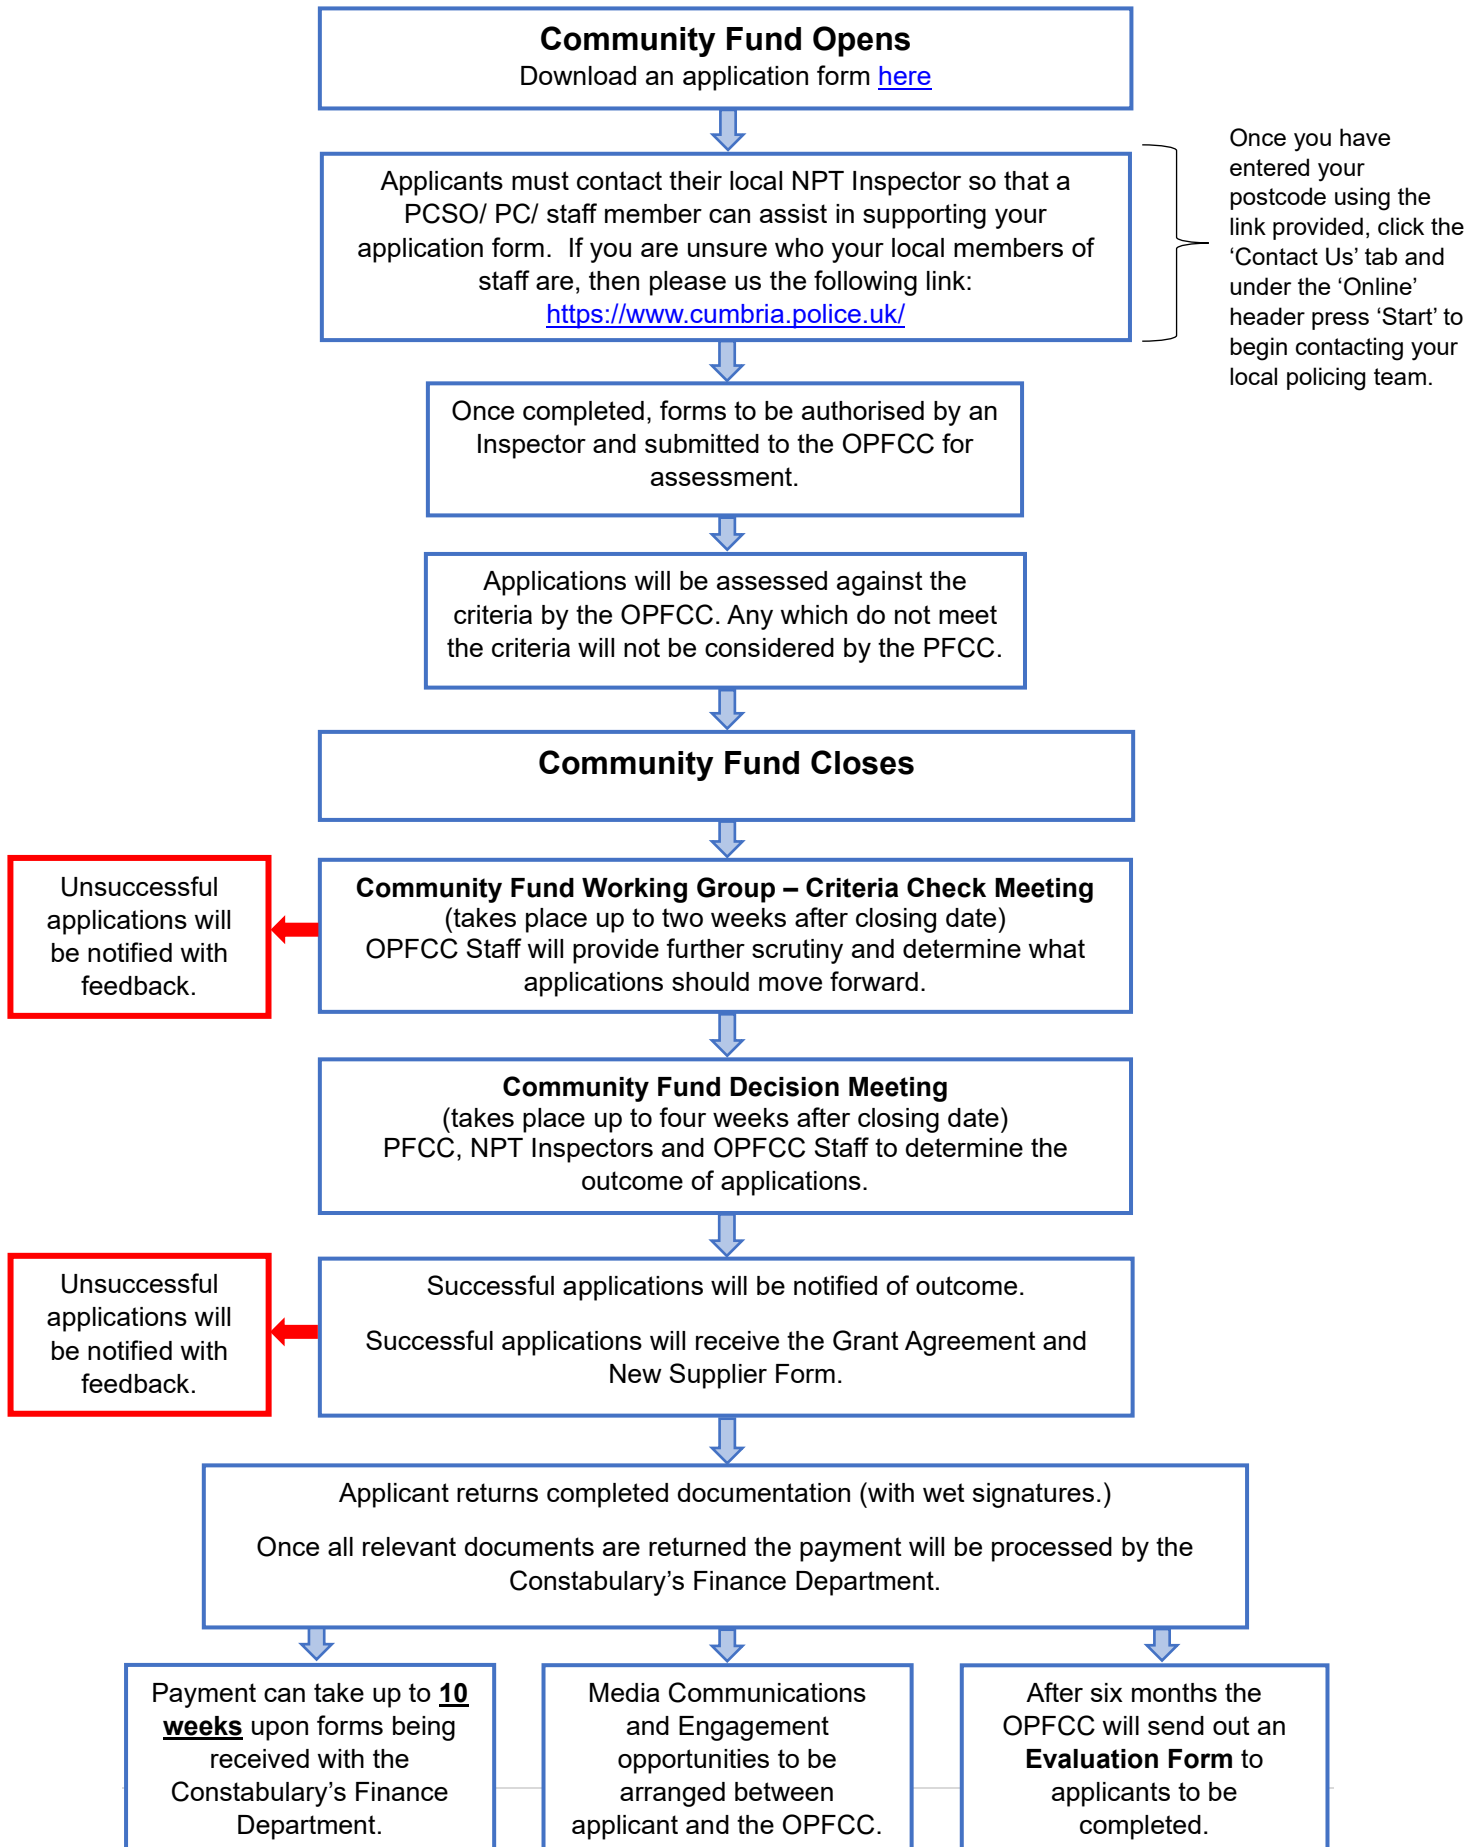 Community Fund Opens
Download an application form here
Applicants must contact their local NPT Inspector so that a
PCSO/ PC/ staff member can assist in supporting your
application form.  If you are unsure who your local members of
staff are, then please us the following link:
https://www.cumbria.police.uk/
Once you have
entered your
postcode using the
link provided, click the
‘Contact Us’ tab and
under the ‘Online’
header press ‘Start’ to
begin contacting your
local policing team.
Once completed, forms to be authorised by an
Inspector and submitted to the OPFCC for
assessment.
Applications will be assessed against the
criteria by the OPFCC. Any which do not meet
the criteria will not be considered by the PFCC.
Community Fund Closes
Unsuccessful
applications will
be notified with
feedback.
Community Fund Working Group – Criteria Check Meeting
(takes place up to two weeks after closing date)
OPFCC Staff will provide further scrutiny and determine what
applications should move forward.
Community Fund Decision Meeting
(takes place up to four weeks after closing date)
PFCC, NPT Inspectors and OPFCC Staff to determine the
outcome of applications.
Unsuccessful
applications will
be notified with
feedback.
Successful applications will be notified of outcome.
Successful applications will receive the Grant Agreement and
New Supplier Form.
Applicant returns completed documentation (with wet signatures.)
Once all relevant documents are returned the payment will be processed by the
Constabulary’s Finance Department.
Payment can take up to 10
weeks upon forms being
received with the
Constabulary’s Finance
Department.
Media Communications
and Engagement
opportunities to be
arranged between
applicant and the OPFCC.
After six months the
OPFCC will send out an
Evaluation Form to
applicants to be
completed.